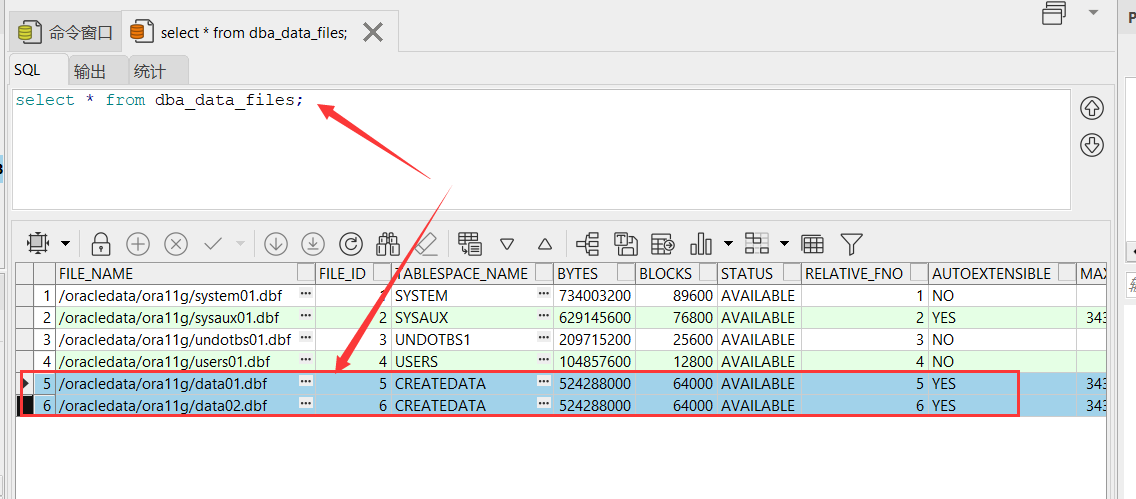 命令窗口 select * from dba_data_files;
SQL 输出 统计
select * from dba_data_files;
FILE_NAME FILE_ID TABLESPACE_NAME BYTES BLOCKS STATUS RELATIVE_FNO AUTOEXTENSIBLE MAX
1 /oracledata/ora11g/system01.dbf 1 SYSTEM 734003200 89600 AVAILABLE 1 NO
2 /oracledata/ora11g/sysaux01.dbf 2 SYSAUX 629145600 76800 AVAILABLE 2 YES 343
3 /oracledata/ora11g/undotbs01.dbf 3 UNDOTBS1 209715200 25600 AVAILABLE 3 NO
4 /oracledata/ora11g/users01.dbf 4 USERS 104857600 12800 AVAILABLE 4 NO
5 /oracledata/ora11g/data01.dbf 5 CREATEDATA 524288000 64000 AVAILABLE 5 YES 343
6 /oracledata/ora11g/data02.dbf 6 CREATEDATA 524288000 64000 AVAILABLE 6 YES 343